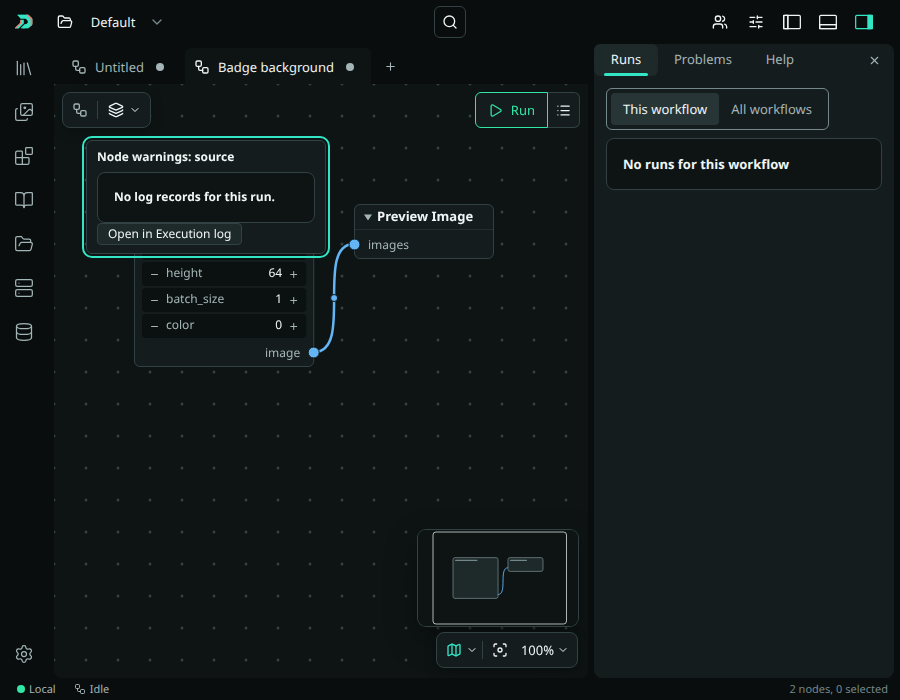 Default
Untitled
Badge background
Run
Node warnings: source
No log records for this run.
Open in Execution log
height 64
batch_size 1
color 0
image
Preview Image
images
100%
Runs Problems Help
This workflow All workflows
No runs for this workflow
Local Idle 2 nodes, 0 selected